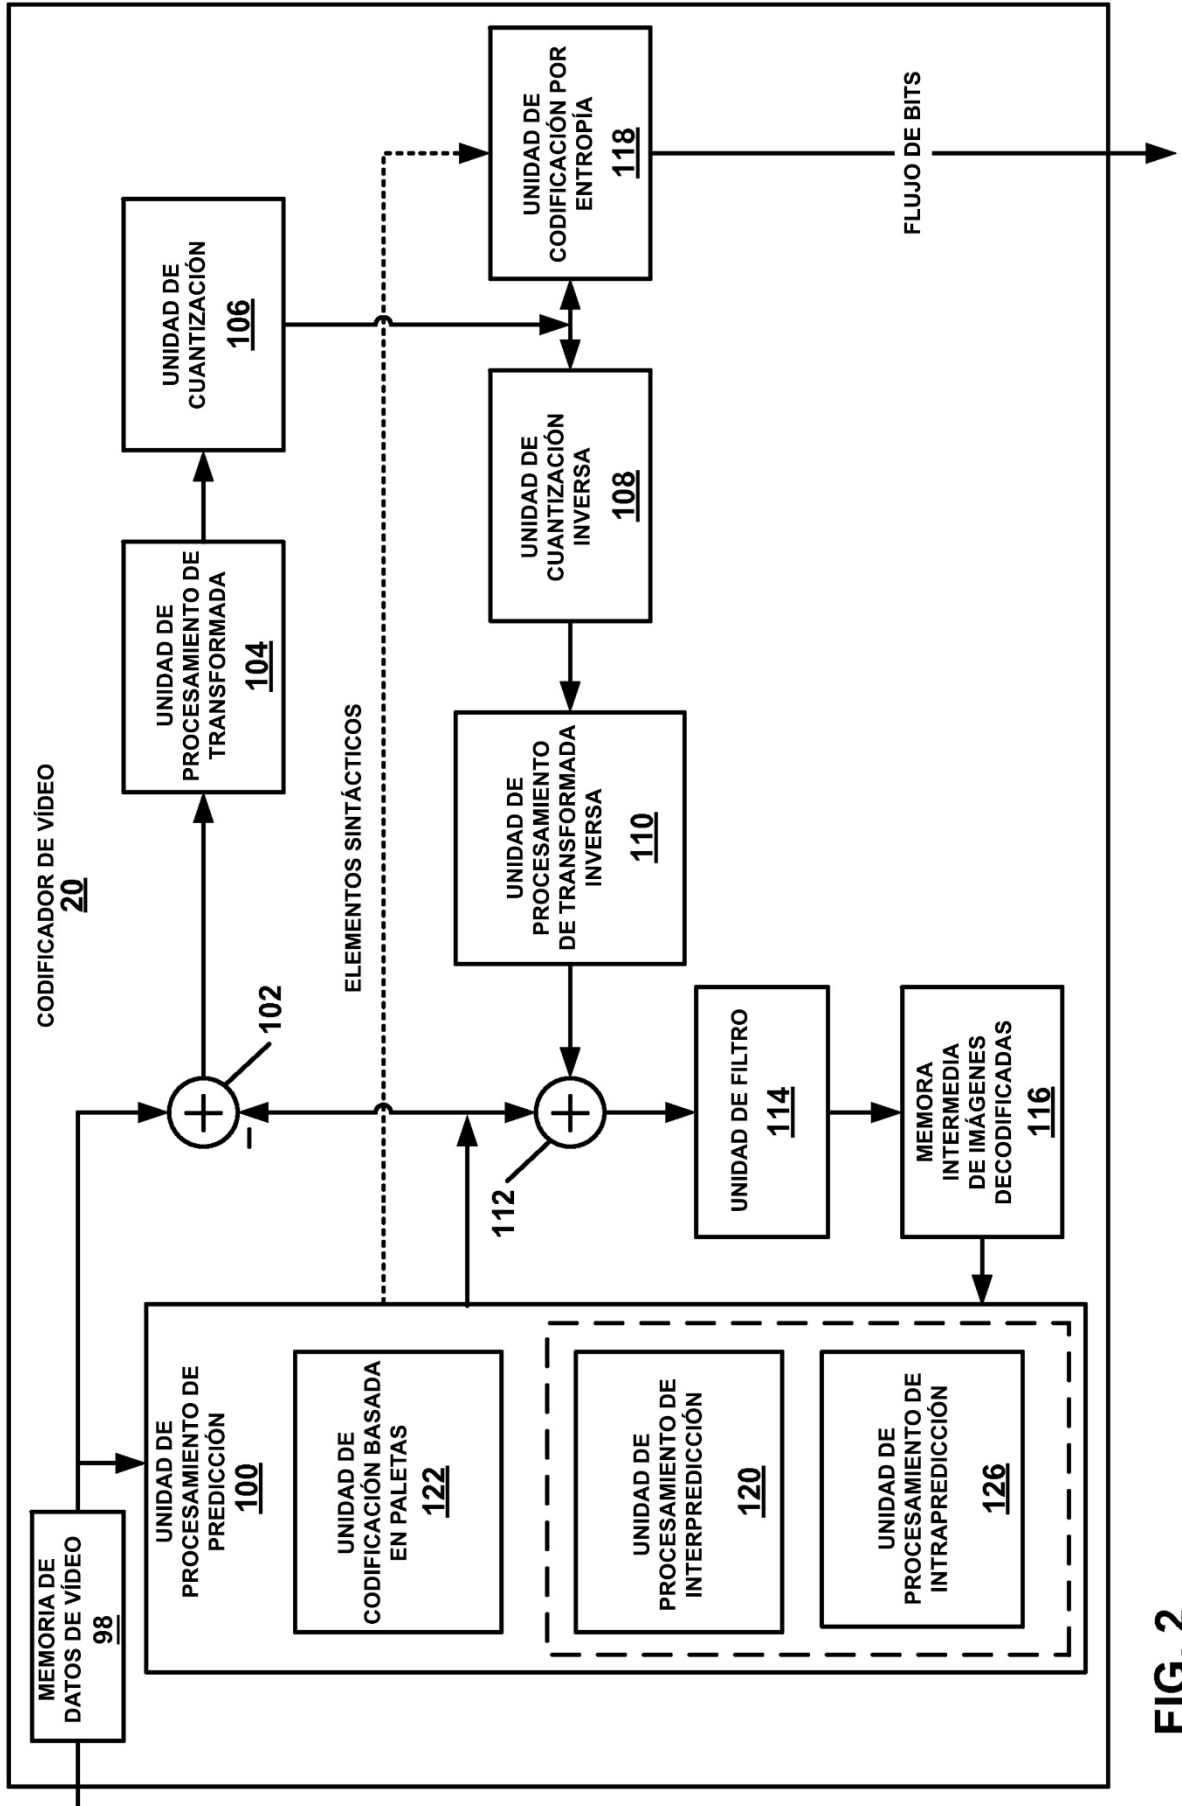 CODIFICADOR DE VÍDEO
20
MEMORIA DE
DATOS DE VÍDEO
98
UNIDAD DE
PROCESAMIENTO DE
PREDICCIÓN
100
UNIDAD DE
CODIFICACIÓN BASADA
EN PALETAS
122
UNIDAD DE
PROCESAMIENTO DE
INTERPREDICCIÓN
120
UNIDAD DE
PROCESAMIENTO DE
INTRAPREDICCIÓN
126
102
–
UNIDAD DE
PROCESAMIENTO DE
TRANSFORMADA
104
UNIDAD DE
CUANTIZACIÓN
106
ELEMENTOS SINTÁCTICOS
112
UNIDAD DE
PROCESAMIENTO
DE TRANSFORMADA
INVERSA
110
UNIDAD DE
CUANTIZACIÓN
INVERSA
108
UNIDAD DE
CODIFICACIÓN POR
ENTROPÍA
118
UNIDAD DE FILTRO
114
MEMORA
INTERMEDIA
DE IMÁGENES
DECODIFICADAS
116
FLUJO DE BITS
FIG. 2